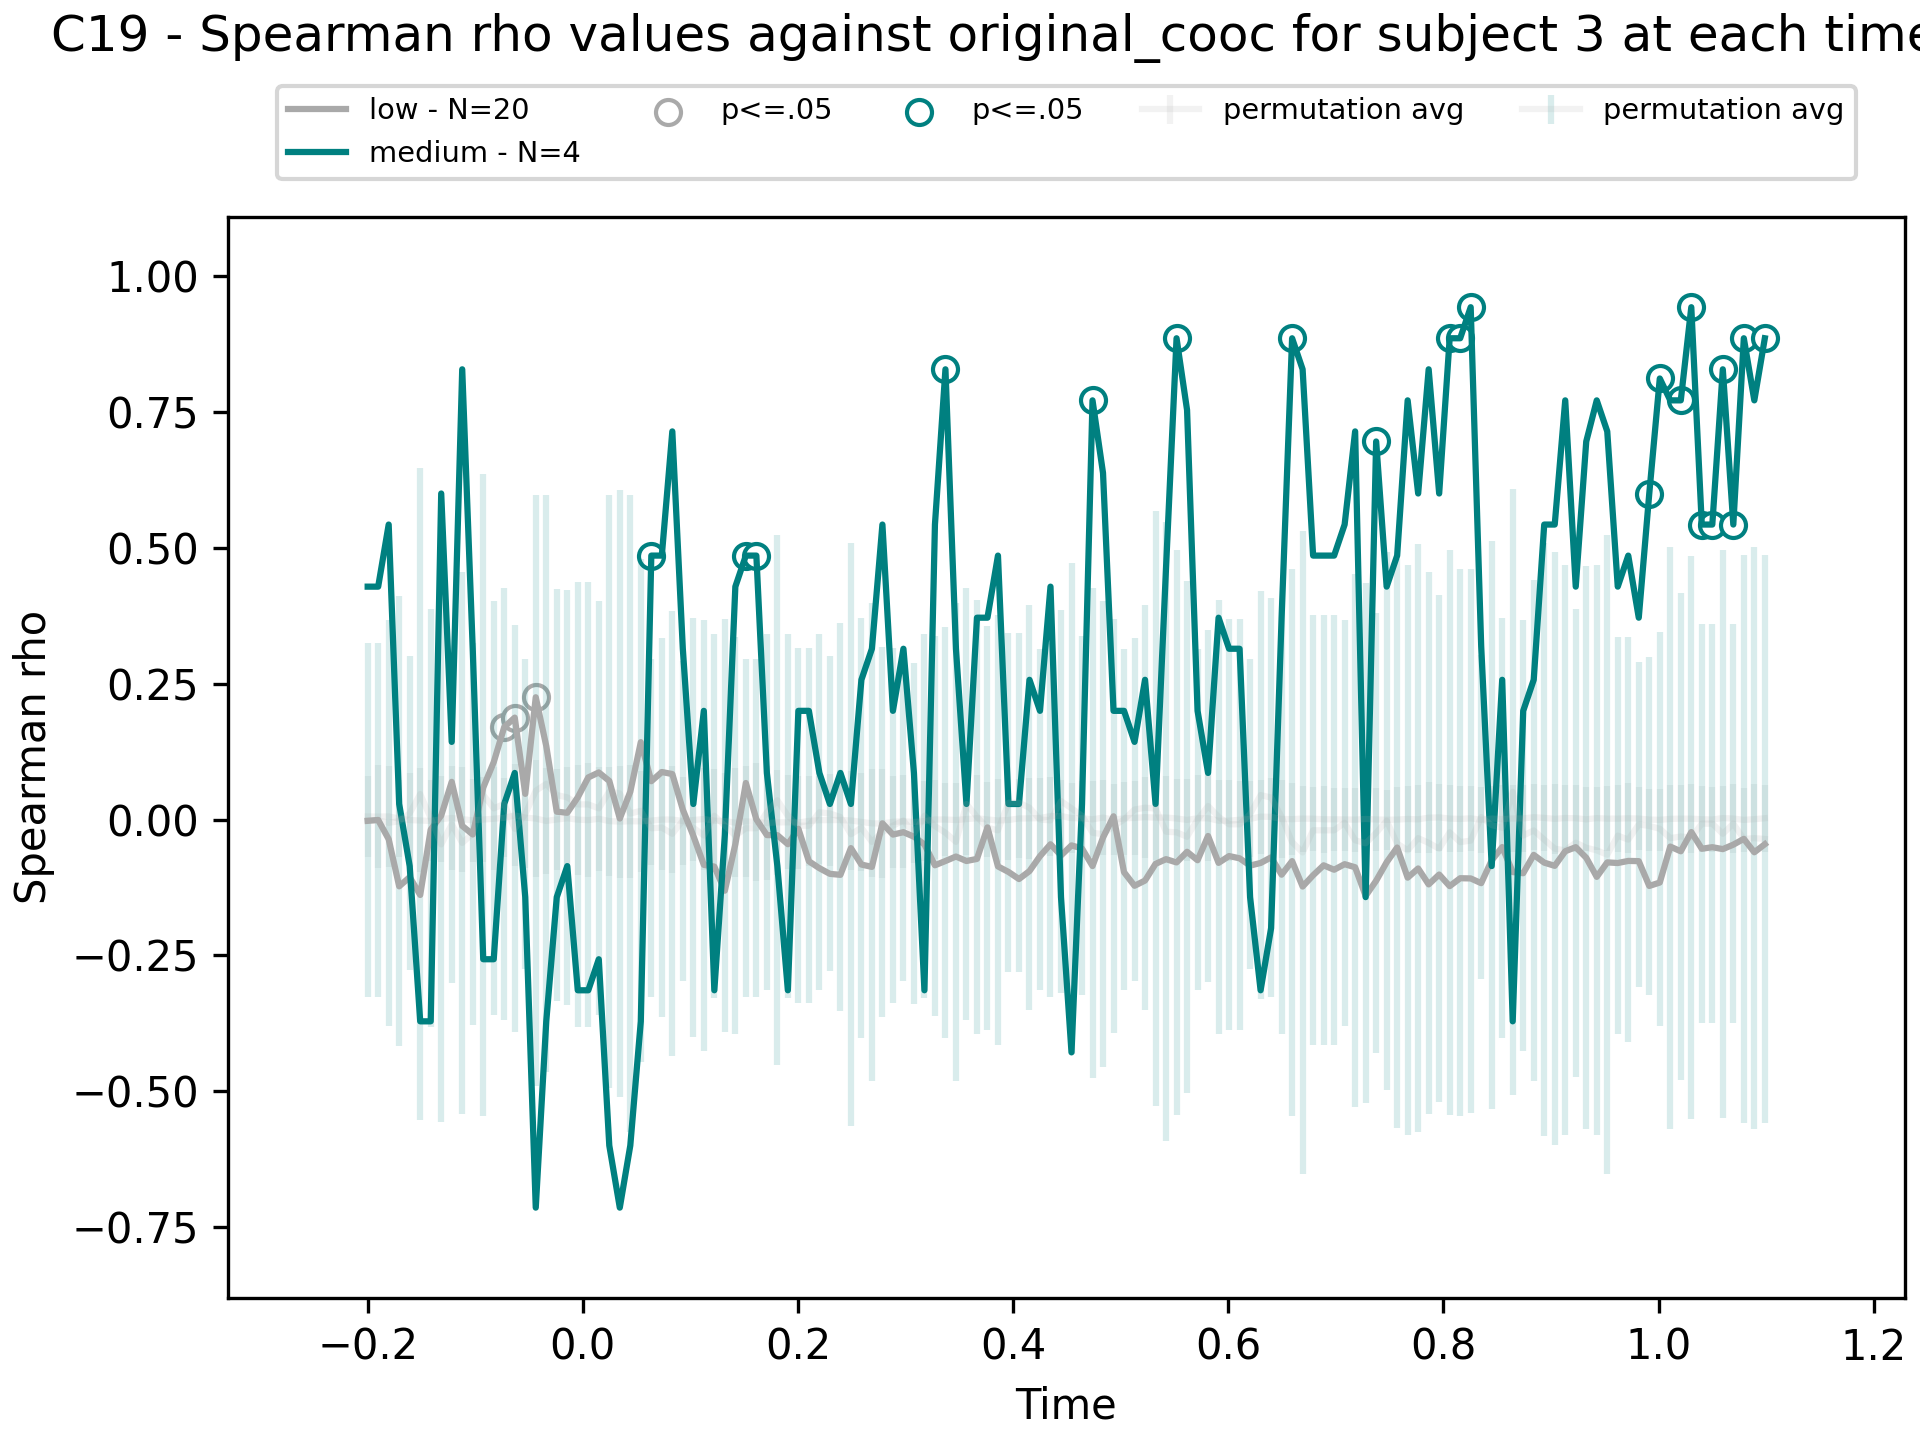 C19 - Spearman rho values against original_cooc for subject 3 at each time
low - N=20
medium - N=4
p<=.05
p<=.05
permutation avg
permutation avg
Spearman rho
1.00
0.75
0.50
0.25
0.00
−0.25
−0.50
−0.75
−0.2
0.0
0.2
0.4
0.6
0.8
1.0
1.2
Time